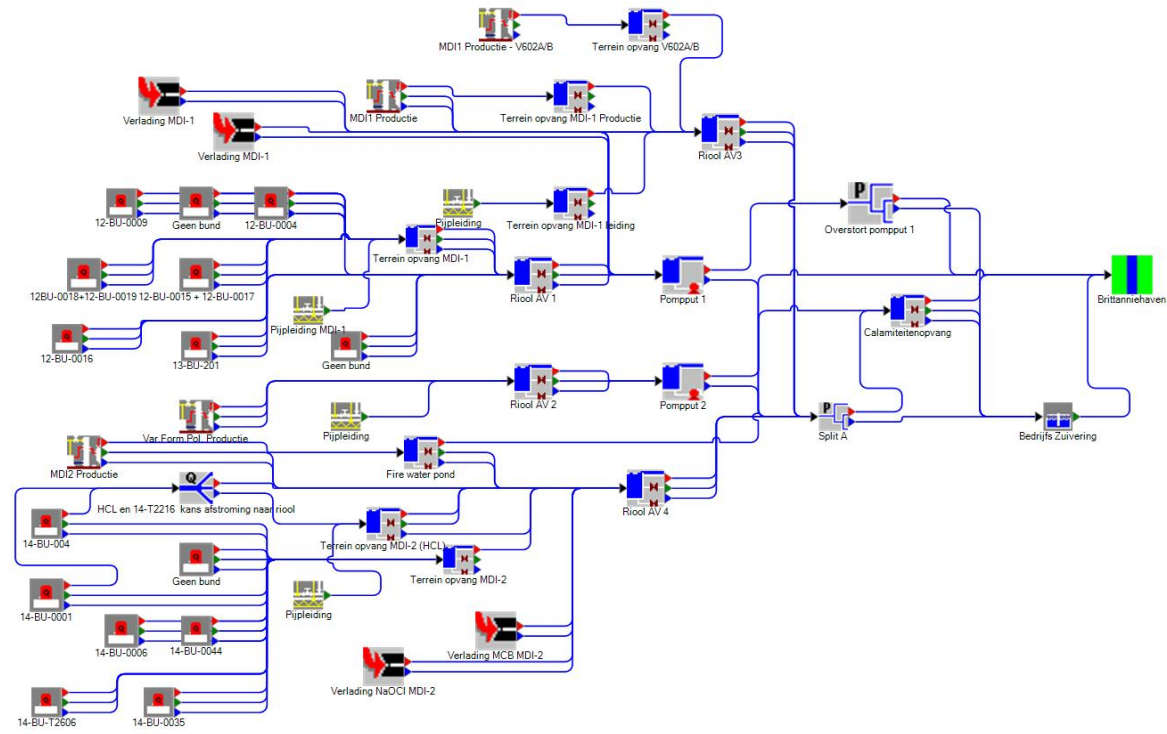 MDI1 Productie - V602A/B
Terrein opvang V602A/B
Verlading MDI-1
MDI1 Productie
Terrein opvang MDI-1 Productie
Verlading MDI-1
Riool AV3
12-BU-0009
Geen bund
12-BU-0004
Pijpleiding
Terrein opvang MDI-1 leiding
Overstort pompput 1
Terrein opvang MDI-1
12BU-0018+12-BU-0019
12-BU-0015 + 12-BU-0017
Riool AV 1
Pompput 1
Brittanniehaven
Pijpleiding MDI-1
Calamiteitenopvang
12-BU-0016
13-BU-201
Geen bund
Riool AV 2
Pompput 2
Var.Form.Pol. Productie
Pijpleiding
Split A
Bedrijfs Zuivering
MDI2 Productie
Fire water pond
HCL en 14-T2216 kans afstroming naar riool
Riool AV 4
14-BU-004
Terrein opvang MDI-2 (HCL)
Geen bund
Terrein opvang MDI-2
14-BU-0001
Pijpleiding
14-BU-0006
14-BU-0044
Verlading MCB MDI-2
Verlading NaOCl MDI-2
14-BU-T2606
14-BU-0035